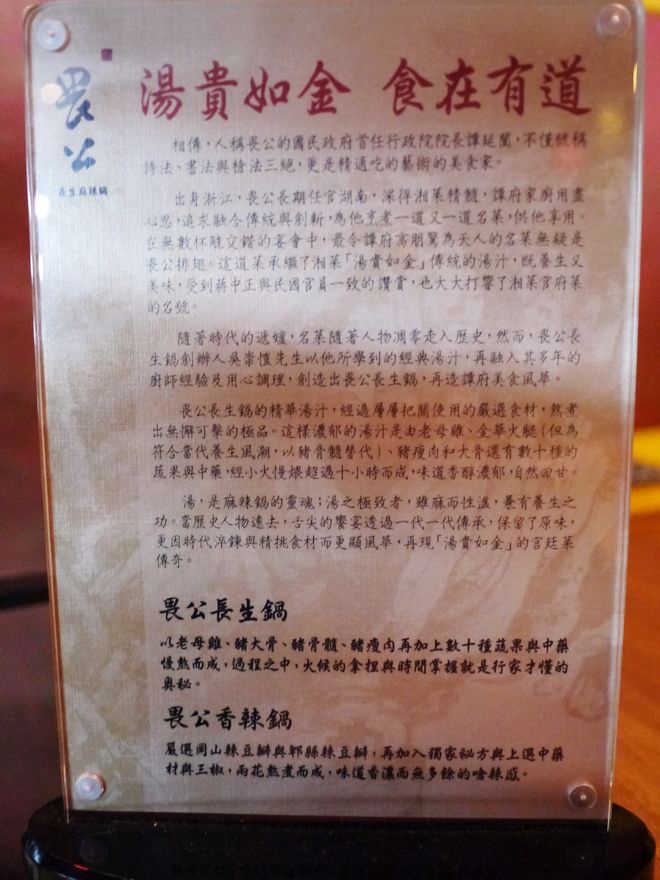 畏公
長生麻辣鍋
湯貴如金 食在有道
相傳，人稱畏公的國民政府首任行政院院長譚延闓，不僅號稱
詩法、書法與槍法三絕，更是精通吃的藝術的美食家。
出身浙江，畏公長期任官湖南，深得湘菜精髓，譚府家廚用盡
心思，追求融合傳統與創新，為他烹煮一道又一道名菜，供他享用。
在無數杯觥交錯的宴會中，最令譚府高朋驚為天人的名菜無疑是
畏公排翅。這道菜承繼了湘菜「湯貴如金」傳統的湯汁，既養生又
美味，受到蔣中正與民國官員一致的讚賞，也大大打響了湘菜官府菜
的名號。
隨著時代的遞嬗，名菜隨著人物凋零走入歷史，然而，畏公長
生鍋創辦人吳崇愷先生以他所學到的經典湯汁，再融入其多年的
廚師經驗及用心調理，創造出畏公長生鍋，再造譚府美食風華。
畏公長生鍋的精華湯汁，經過層層把關使用的嚴選食材，熬煮
出無懈可擊的極品。這樣濃郁的湯汁是由老母雞、金華火腿(但為
符合當代養生風潮，以豬骨髓替代)、豬瘦肉和大骨還有數十種的
蔬果與中藥，經小火慢煨超過十小時而成，味道香醇濃郁，自然回甘。
湯，是麻辣鍋的靈魂；湯之極致者，雖麻而性溫，兼有養生之
功。當歷史人物遠去，舌尖的饗宴透過一代一代傳承，保留了原味，
更因時代淬鍊與精挑食材而更顯風華，再現「湯貴如金」的宮廷菜
傳奇。
畏公長生鍋
以老母雞、豬大骨、豬骨髓、豬瘦肉再加上數十種蔬果與中藥
慢熬而成，過程之中，火候的拿捏與時間掌握就是行家才懂的
奧秘。
畏公香辣鍋
嚴選岡山辣豆瓣與郫縣辣豆瓣，再加入獨家秘方與上選中藥
材與三椒，雨花熬煮而成，味道香濃而無多餘的嗆辣感。